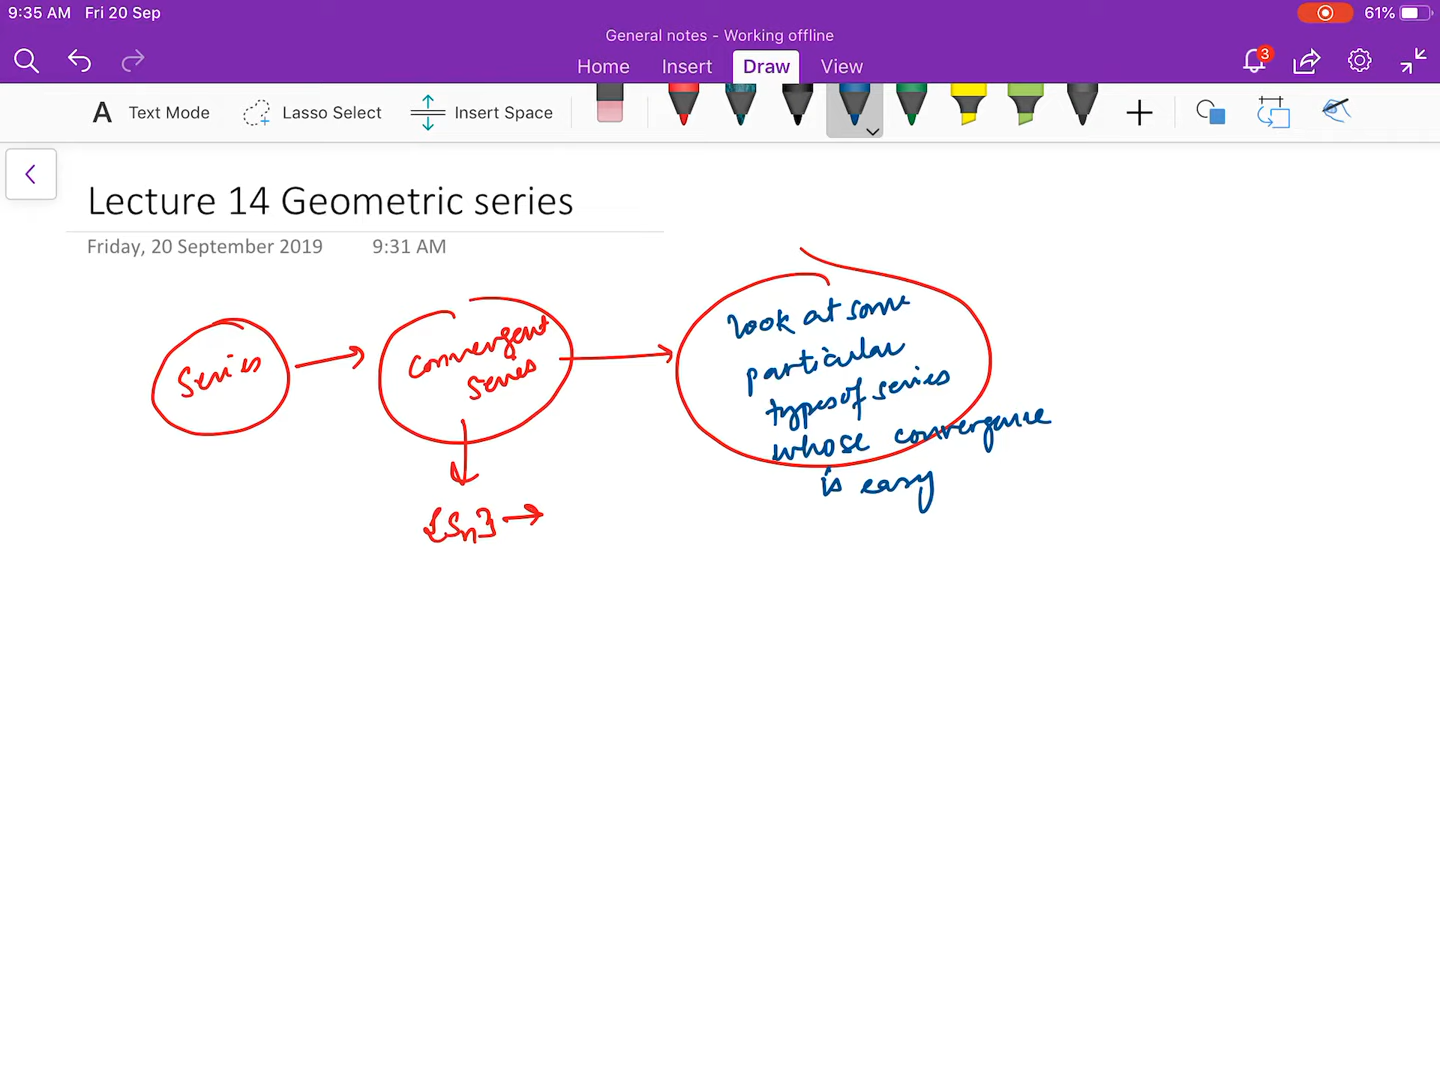 9:35 AM Fri 20 Sep
61%
General notes - Working offline
Home Insert Draw View
3
A Text Mode Lasso Select Insert Space
Lecture 14 Geometric series
Friday, 20 September 2019 9:31 AM
Series
Convergent
Series
{Sn} →
look at some
particular
types of series
whose convergence
is easy